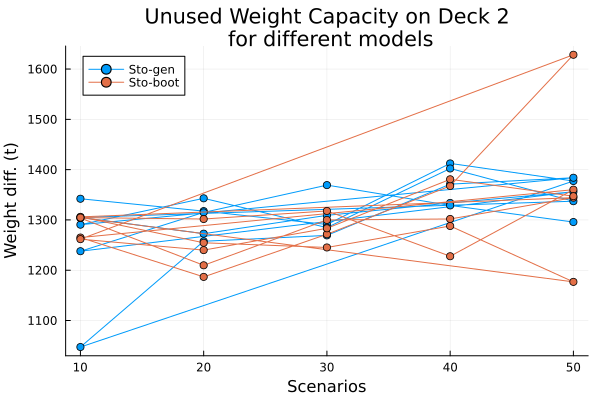 Unused Weight Capacity on Deck 2
for different models
Sto-gen
Sto-boot
Weight diff. (t)
1600
1500
1400
1300
1200
1100
10 20 30 40 50
Scenarios